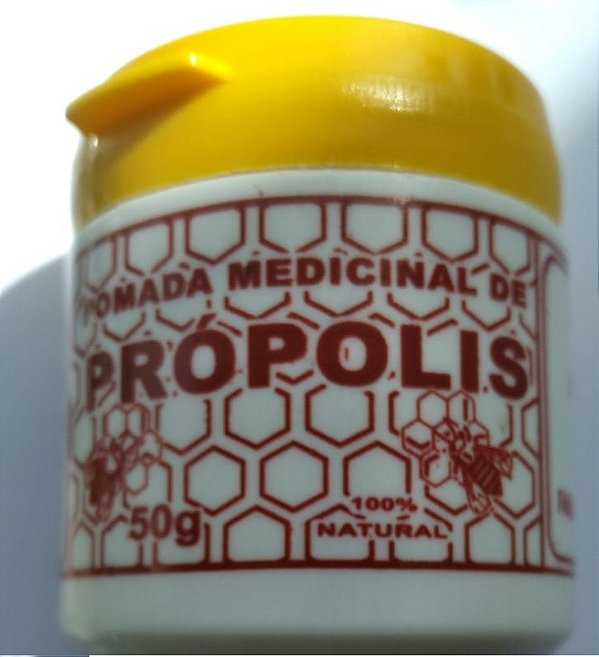 POMADA MEDICINAL DE
PRÓPOLIS
50g
100%
NATURAL